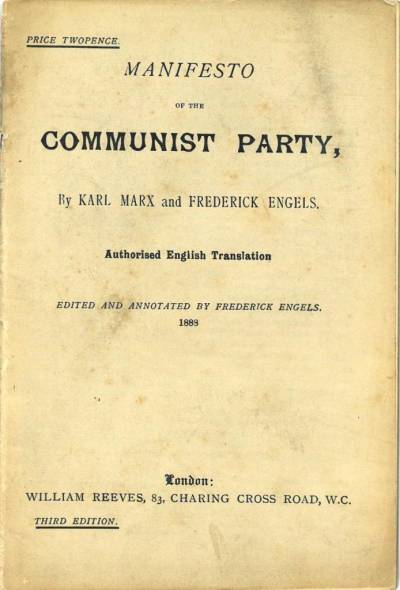 PRICE TWOPENCE.
MANIFESTO
OF THE
COMMUNIST PARTY,
By KARL MARX and FREDERICK ENGELS.
Authorised English Translation
EDITED AND ANNOTATED BY FREDERICK ENGELS.
1888
London:
WILLIAM REEVES, 83, CHARING CROSS ROAD, W.C.
THIRD EDITION.